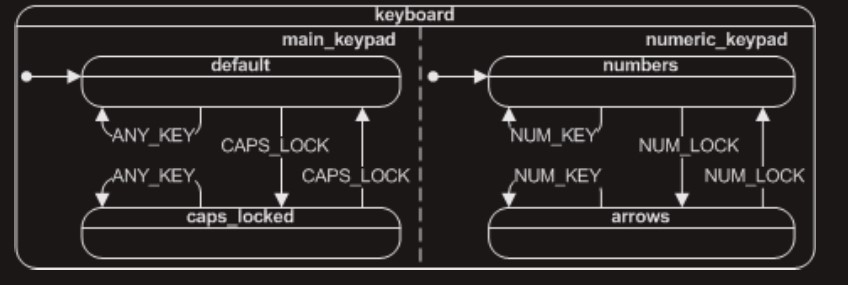 keyboard
main_keypad
numeric_keypad
default
numbers
ANY_KEY
CAPS_LOCK
NUM_KEY
NUM_LOCK
ANY_KEY
CAPS_LOCK
NUM_KEY
NUM_LOCK
caps_locked
arrows